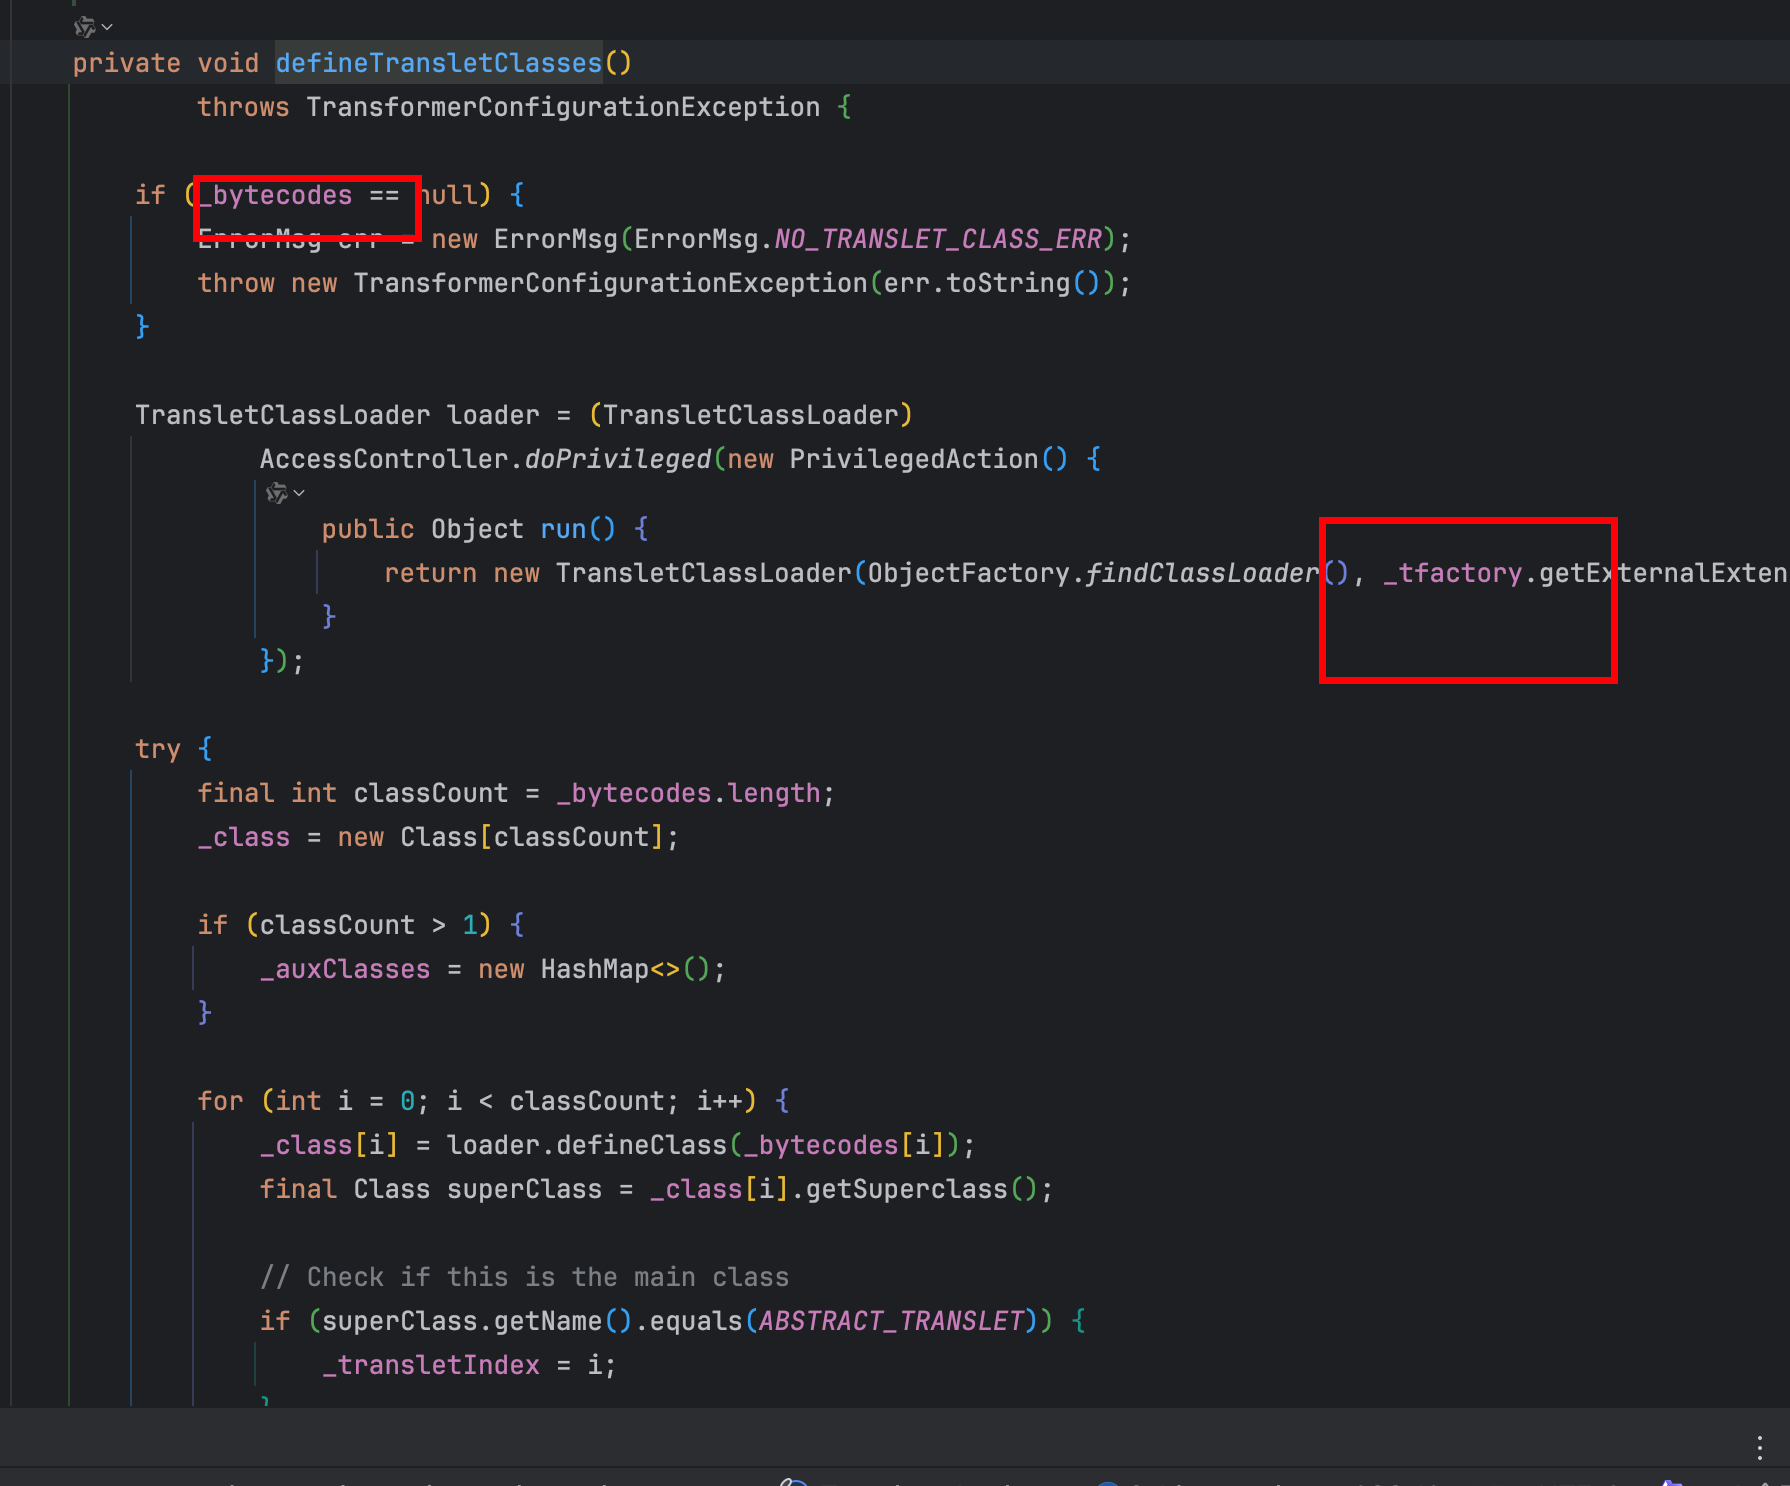 private void defineTransletClasses()
throws TransformerConfigurationException {
if (_bytecodes == null) {
ErrorMsg err = new ErrorMsg(ErrorMsg.NO_TRANSLET_CLASS_ERR);
throw new TransformerConfigurationException(err.toString());
}
TransletClassLoader loader = (TransletClassLoader)
AccessController.doPrivileged(new PrivilegedAction() {
public Object run() {
return new TransletClassLoader(ObjectFactory.findClassLoader(), _tfactory.getExternalExten
}
});
try {
final int classCount = _bytecodes.length;
_class = new Class[classCount];
if (classCount > 1) {
_auxClasses = new HashMap<>();
}
for (int i = 0; i < classCount; i++) {
_class[i] = loader.defineClass(_bytecodes[i]);
final Class superClass = _class[i].getSuperclass();
// Check if this is the main class
if (superClass.getName().equals(ABSTRACT_TRANSLET)) {
_transletIndex = i;
}